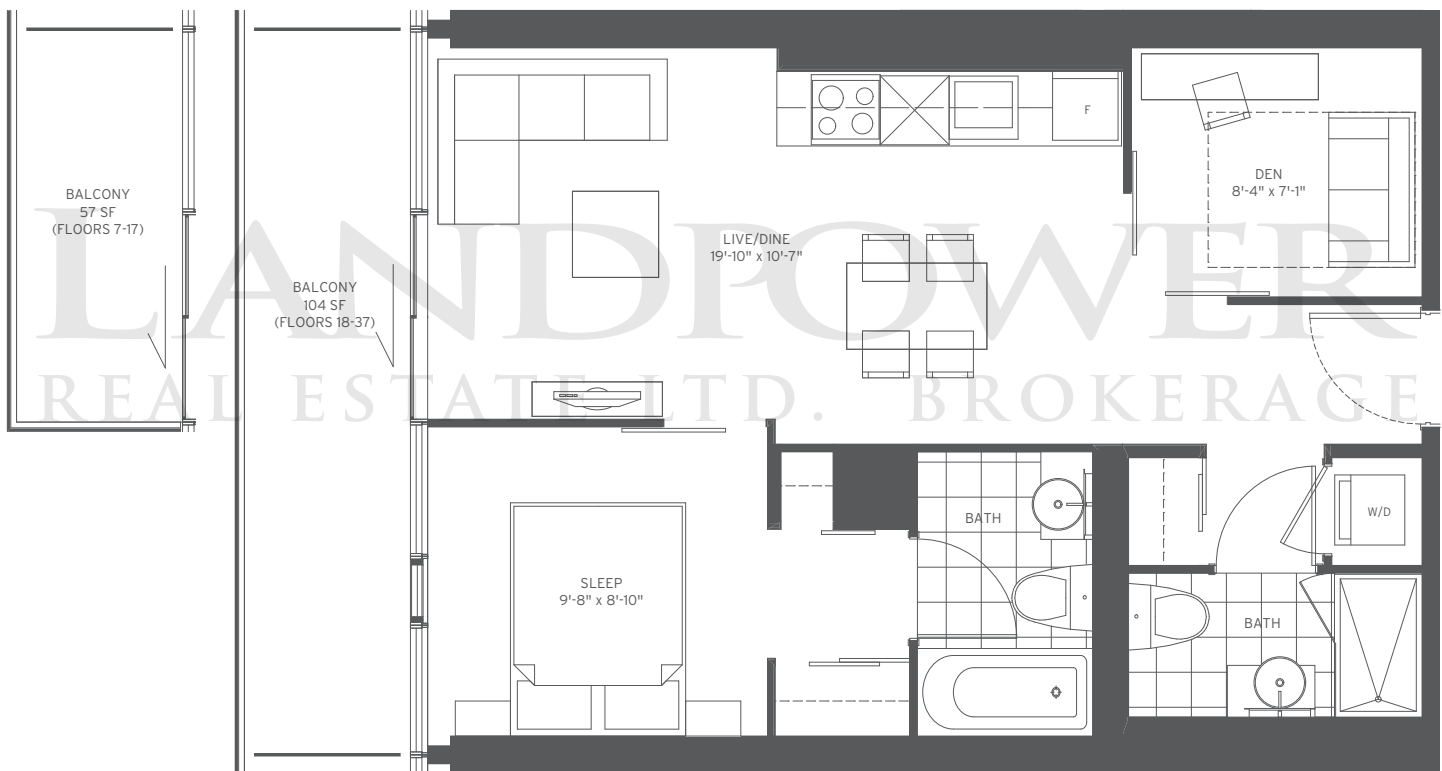 BALCONY
57 SF
(FLOORS 7-17)
BALCONY
104 SF
(FLOORS 18-37)
LIVE/DINE
19'-10" x 10'-7"
F
DEN
8'-4" x 7'-1"
LANDPOWER
REAL ESTATE LTD. BROKERAGE
SLEEP
9'-8" x 8'-10"
BATH
W/D
BATH